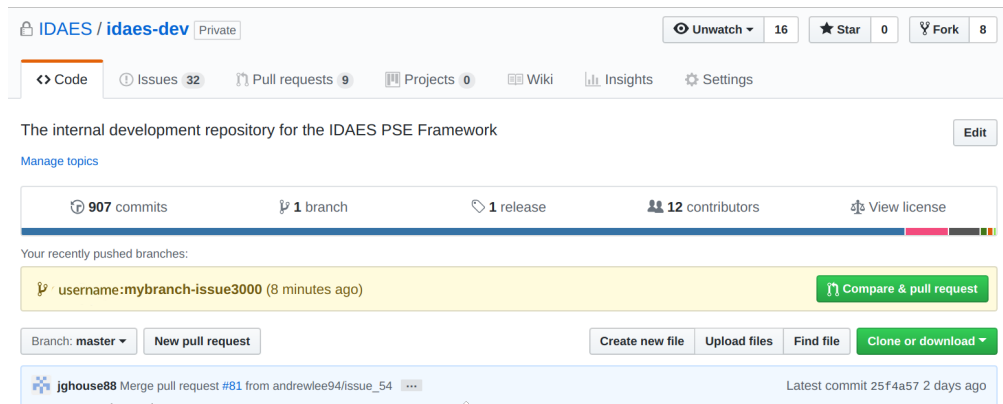 IDAES / idaes-dev Private Unwatch 16 Star 0 Fork 8
Code Issues 32 Pull requests 9 Projects 0 Wiki Insights Settings
The internal development repository for the IDAES PSE Framework Edit
Manage topics
907 commits 1 branch 1 release 12 contributors View license
Your recently pushed branches:
username:mybranch-issue3000 (8 minutes ago) Compare & pull request
Branch: master New pull request Create new file Upload files Find file Clone or download
jghouse88 Merge pull request #81 from andrewlee94/issue_54 ... Latest commit 25f4a57 2 days ago